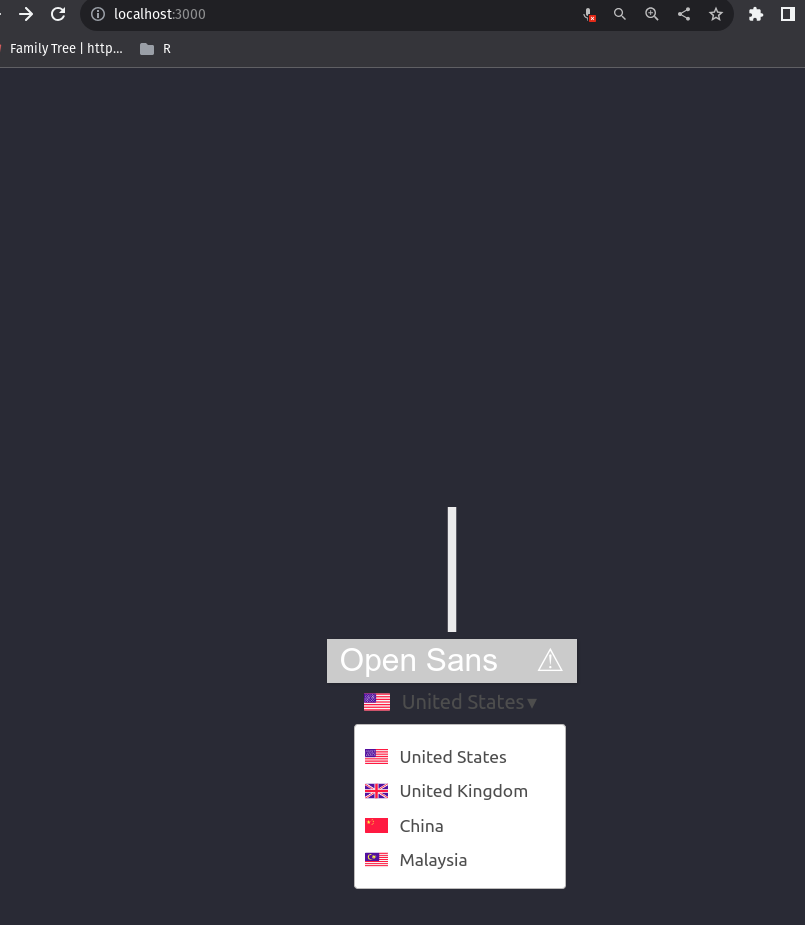 localhost:3000
Family Tree | http...
R
Open Sans ⚠
United States▾
United States
United Kingdom
China
Malaysia